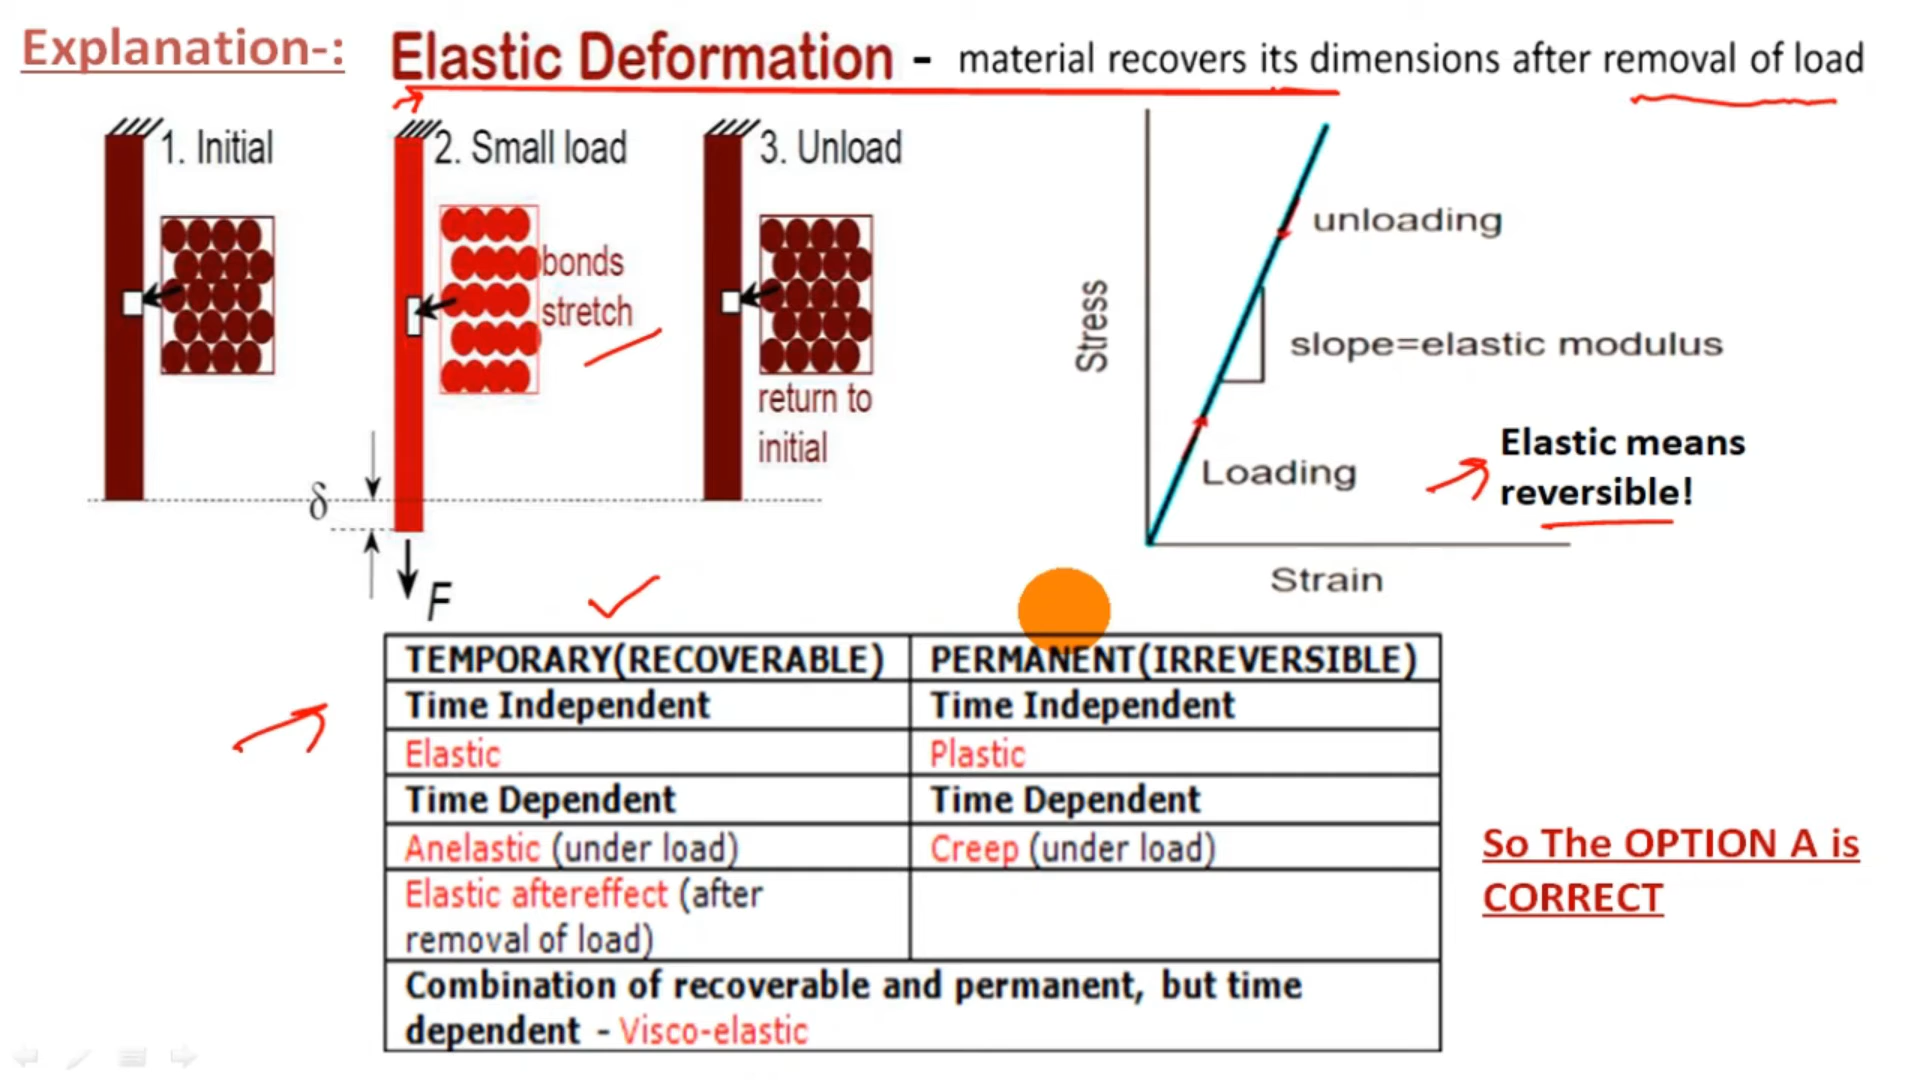 Explanation-:
Elastic Deformation - material recovers its dimensions after removal of load
1. Initial
2. Small load
3. Unload
bonds
stretch
return to
initial
δ
F
Stress
unloading
slope=elastic modulus
Loading
Strain
Elastic means
reversible!
TEMPORARY(RECOVERABLE) PERMANENT(IRREVERSIBLE)
Time Independent Time Independent
Elastic Plastic
Time Dependent Time Dependent
Anelastic (under load) Creep (under load)
Elastic aftereffect (after
removal of load)
Combination of recoverable and permanent, but time
dependent - Visco-elastic
So The OPTION A is
CORRECT